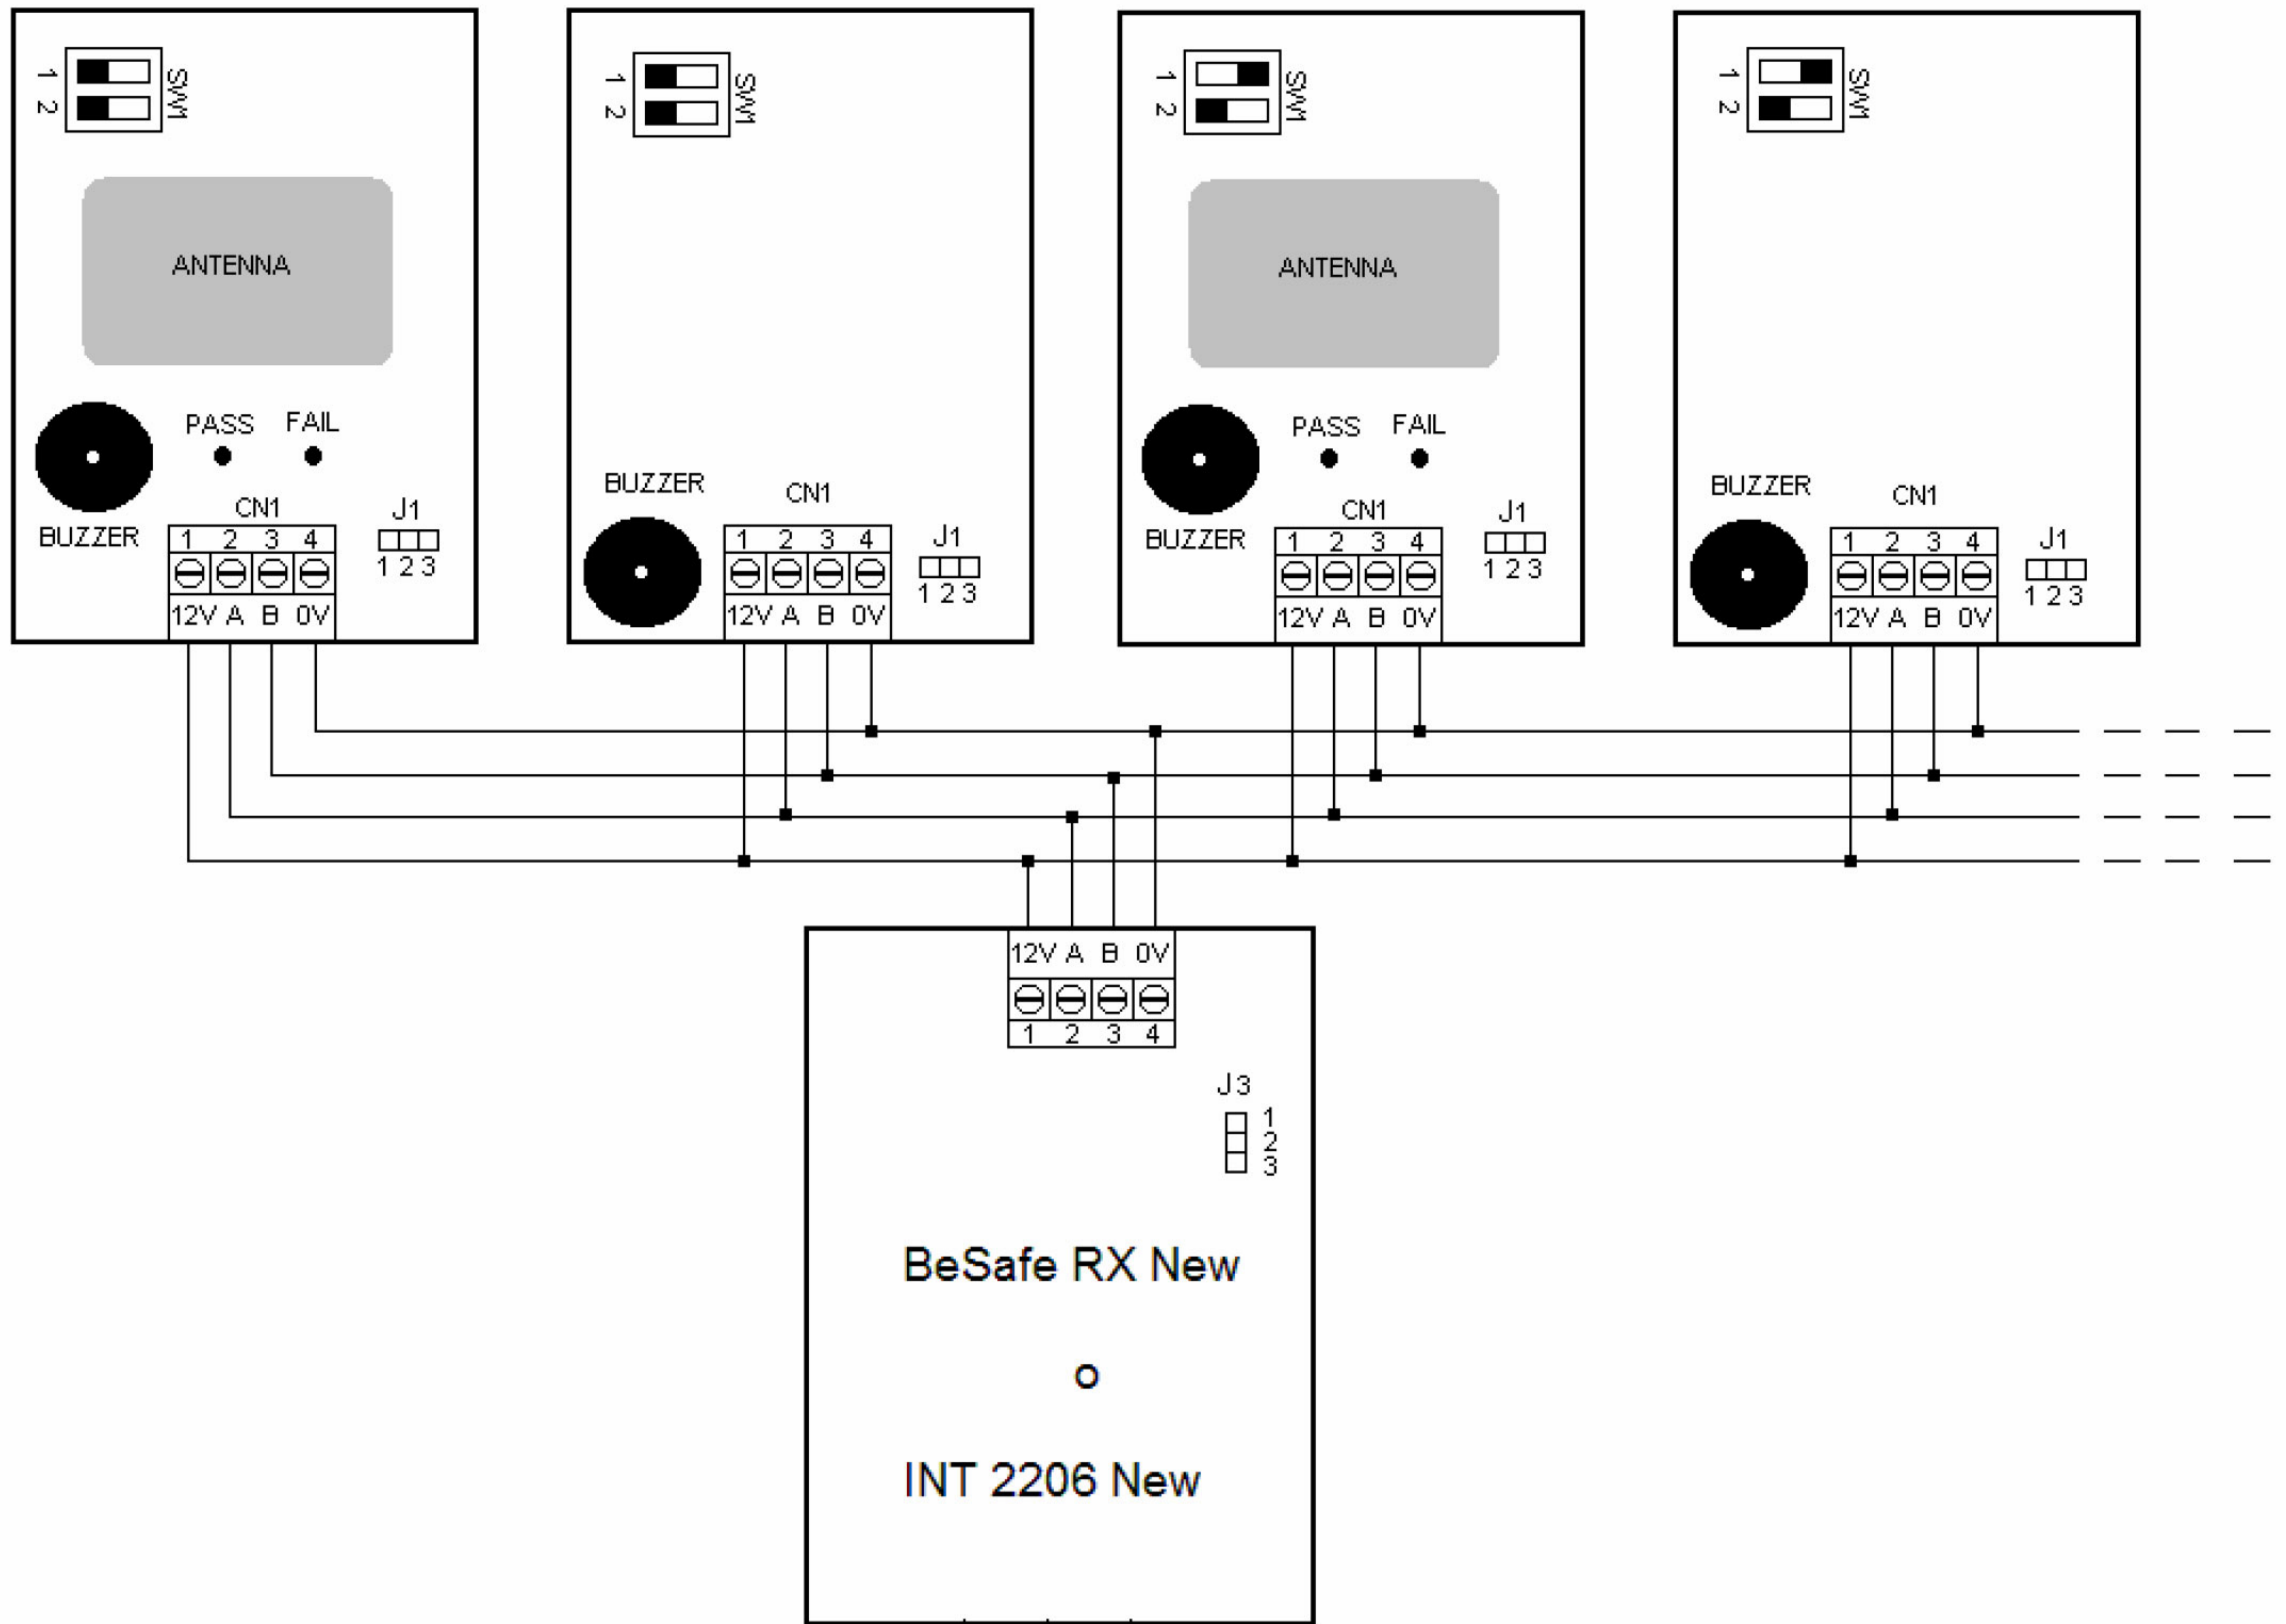 1
2
SW1
ANTENNA
PASS FAIL
BUZZER
CN1
J1
1 2 3 4
1 2 3
12V A B 0V
1
2
SW1
BUZZER
CN1
J1
1 2 3 4
1 2 3
12V A B 0V
1
2
SW1
ANTENNA
PASS FAIL
BUZZER
CN1
J1
1 2 3 4
1 2 3
12V A B 0V
1
2
SW1
BUZZER
CN1
J1
1 2 3 4
1 2 3
12V A B 0V
12V A B 0V
1 2 3 4
J3
1
2
3
BeSafe RX New
o
INT 2206 New